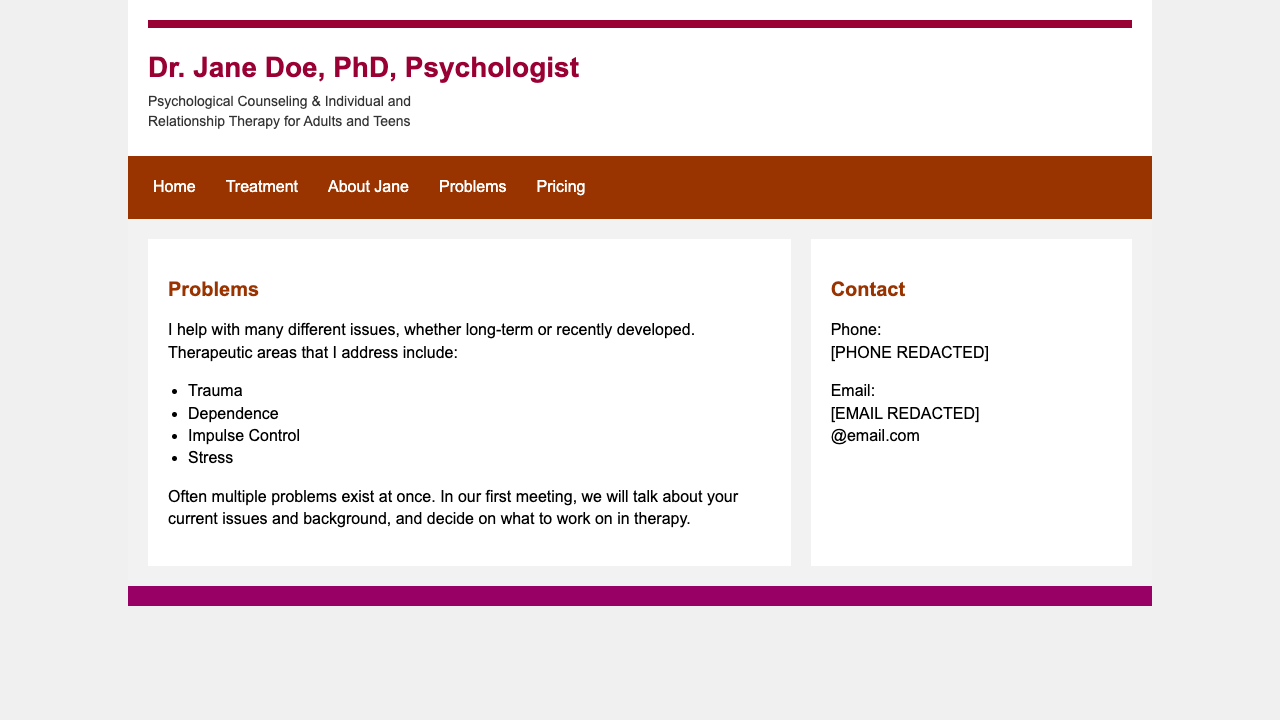 Dr. Jane Doe, PhD, Psychologist
Psychological Counseling & Individual and
Relationship Therapy for Adults and Teens
Home Treatment About Jane Problems Pricing
Problems
I help with many different issues, whether long-term or recently developed.
Therapeutic areas that I address include:
• Trauma
• Dependence
• Impulse Control
• Stress
Often multiple problems exist at once. In our first meeting, we will talk about your
current issues and background, and decide on what to work on in therapy.
Contact
Phone:
[PHONE REDACTED]
Email:
[EMAIL REDACTED]
@email.com